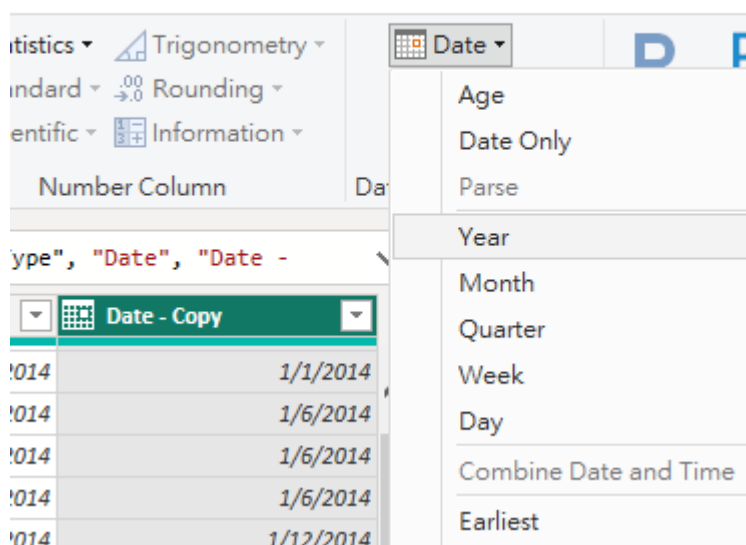 tistics Trigonometry Date
ndard Rounding
entific Information
Number Column Da
Age
Date Only
Parse
Year
Month
Quarter
Week
Day
Combine Date and Time
Earliest
ype", "Date", "Date -
Date - Copy
2014 1/1/2014
2014 1/6/2014
2014 1/6/2014
2014 1/6/2014
2014 1/12/2014